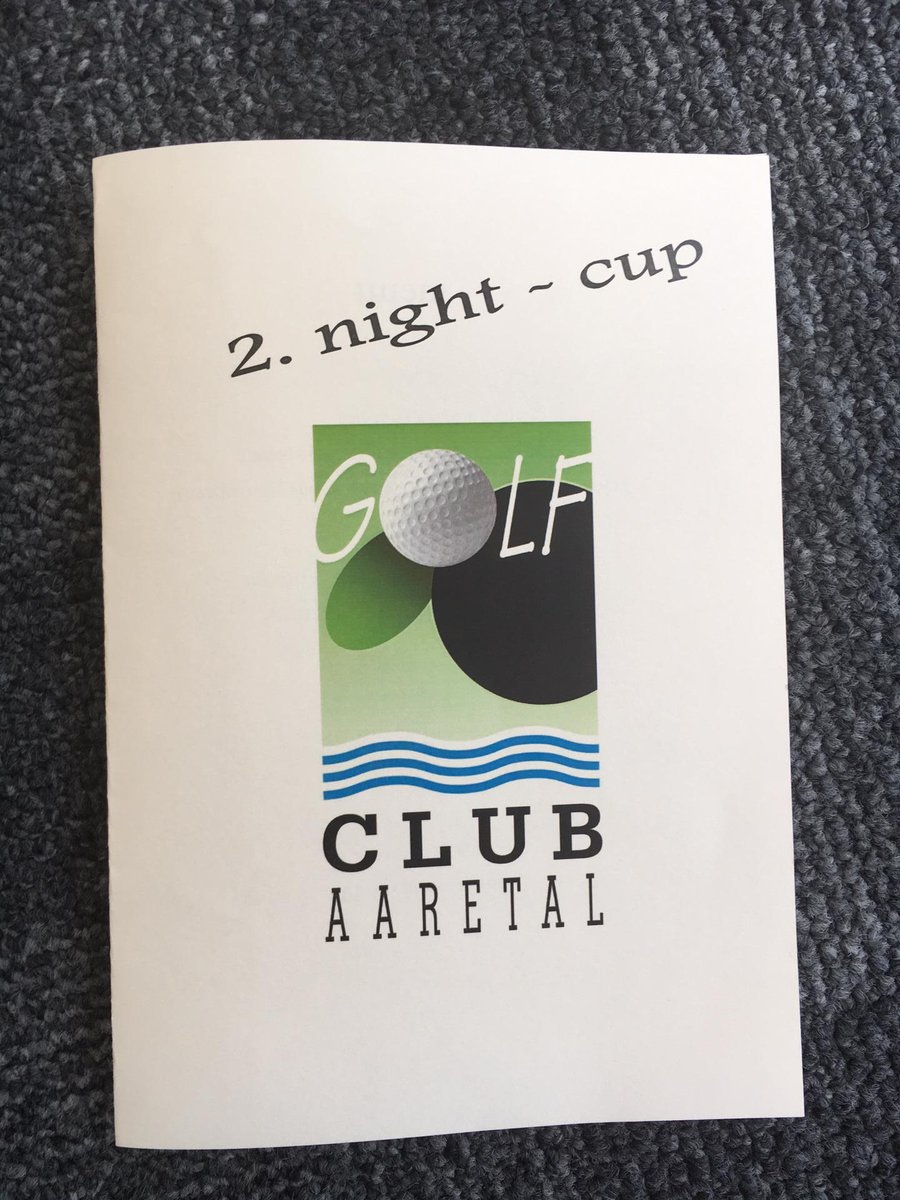 2. night - cup
GOLF
CLUB
AARETAL